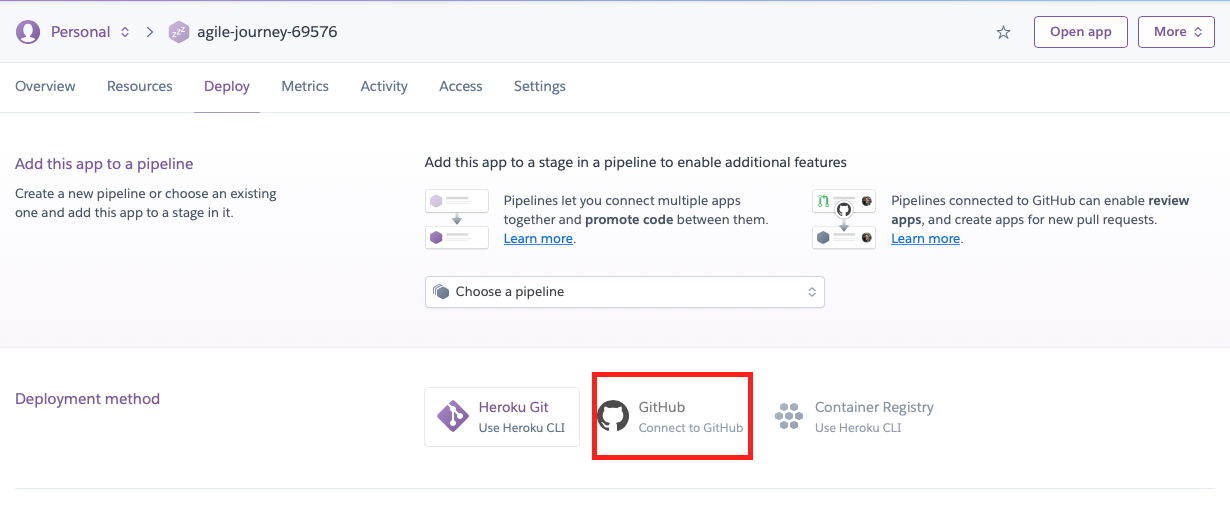 Personal
agile-journey-69576
Open app
More
Overview
Resources
Deploy
Metrics
Activity
Access
Settings
Add this app to a pipeline
Create a new pipeline or choose an existing
one and add this app to a stage in it.
Add this app to a stage in a pipeline to enable additional features
Pipelines let you connect multiple apps
together and promote code between them.
Learn more.
Pipelines connected to GitHub can enable review
apps, and create apps for new pull requests.
Learn more.
Choose a pipeline
Deployment method
Heroku Git
Use Heroku CLI
GitHub
Connect to GitHub
Container Registry
Use Heroku CLI